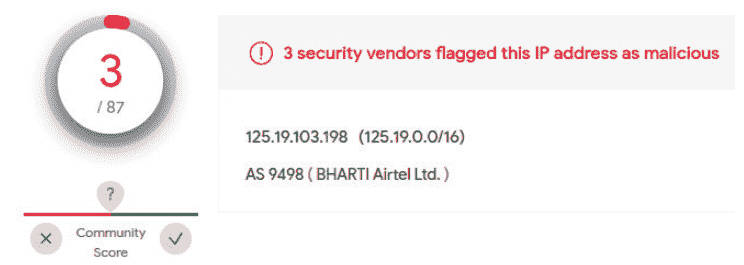 3
/ 87
?
Community
Score
3 security vendors flagged this IP address as malicious
125.19.103.198 (125.19.0.0/16)
AS 9498 ( BHARTI Airtel Ltd. )